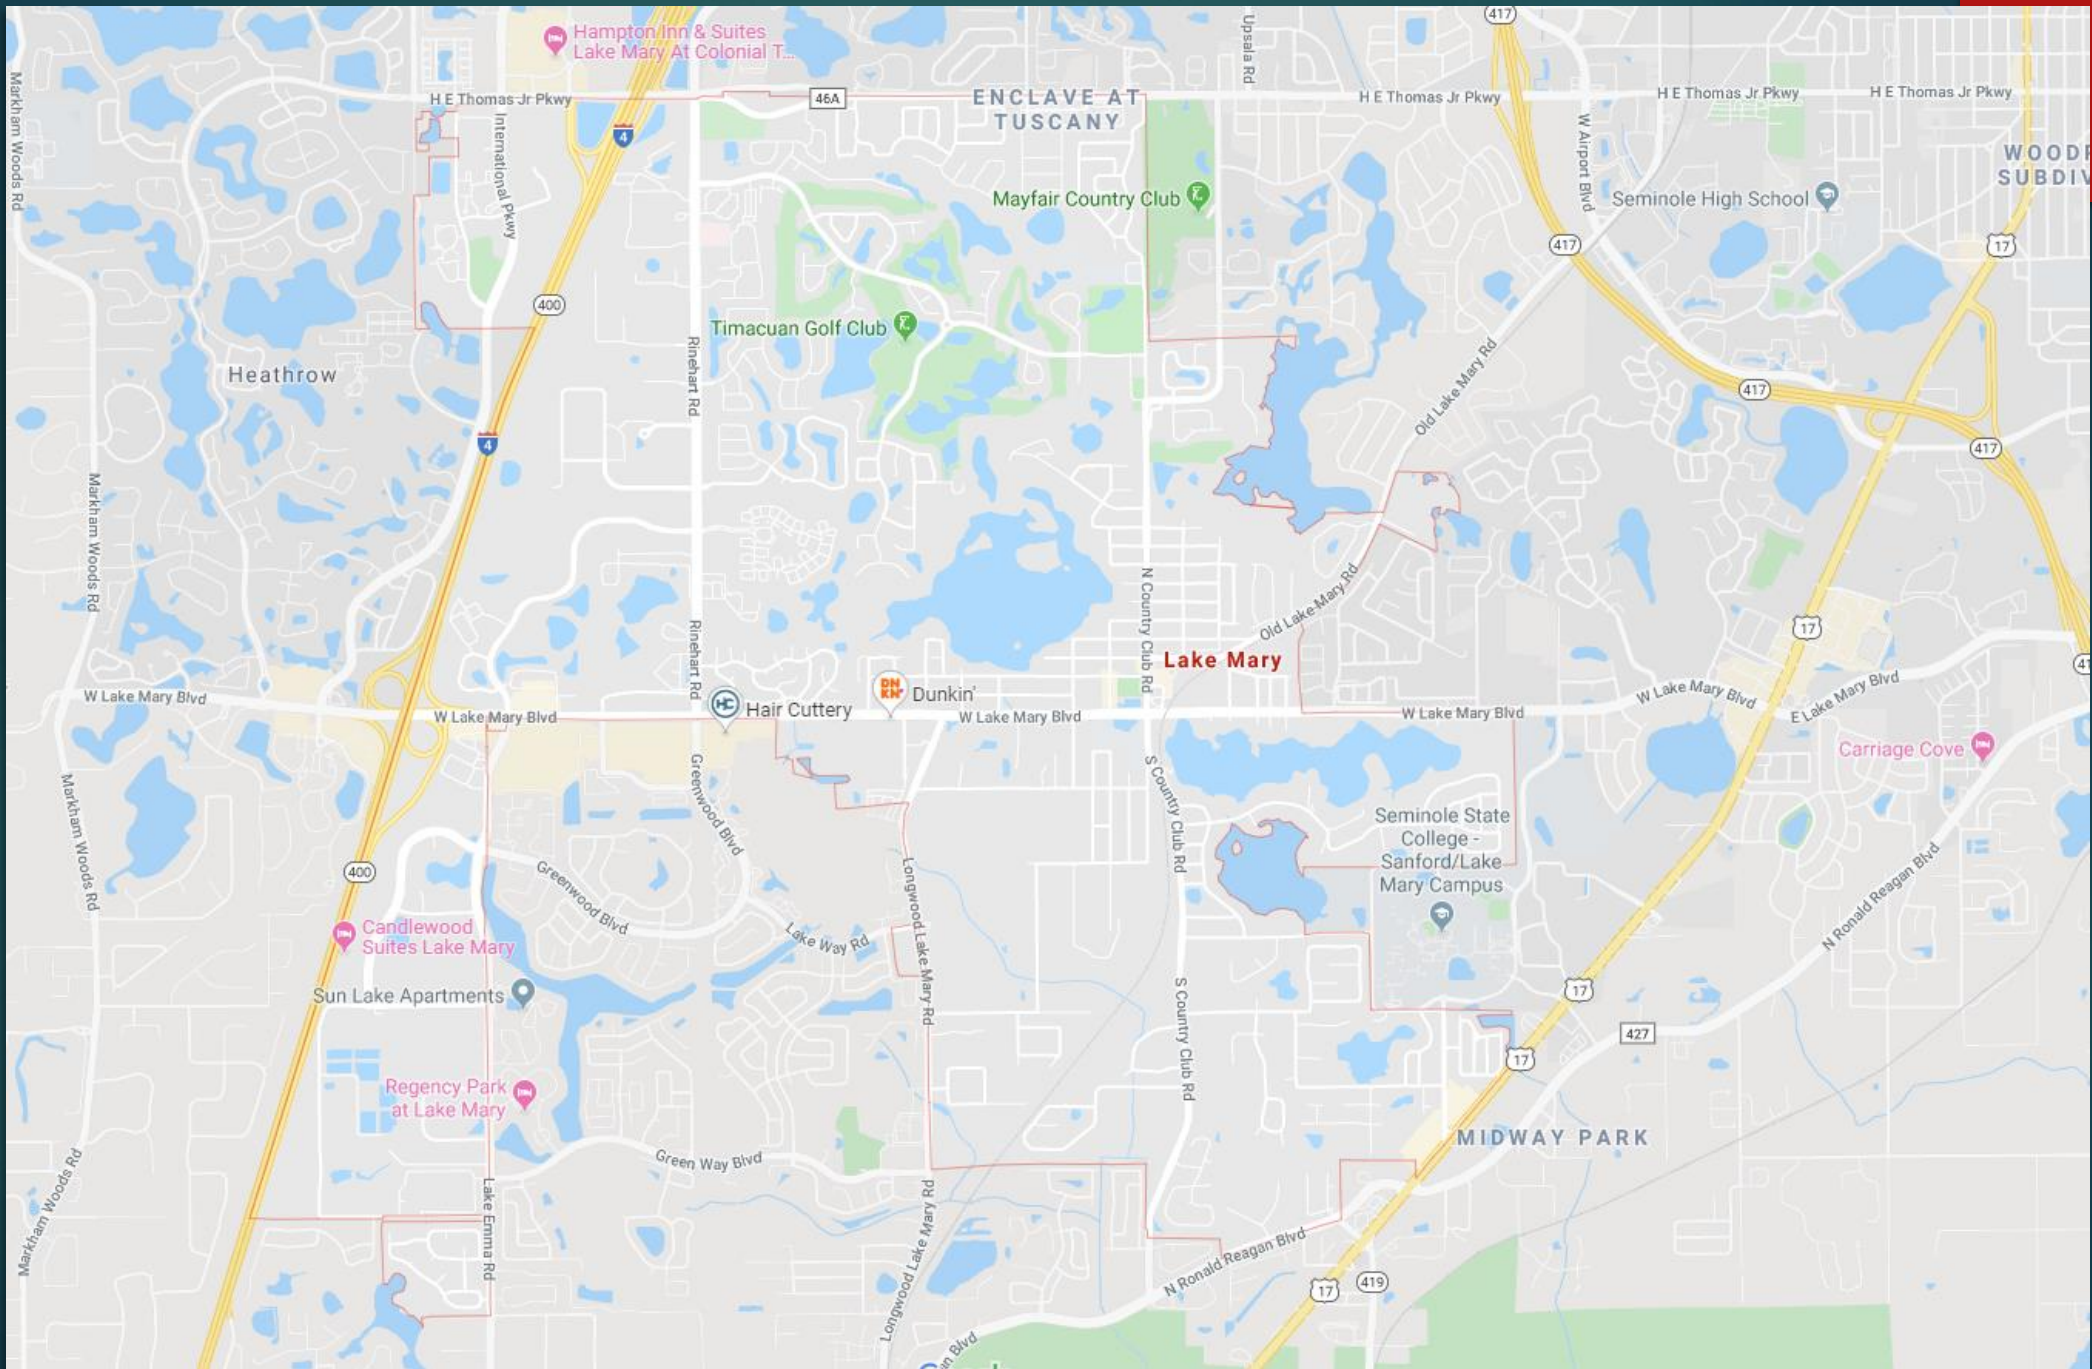 417
Hampton Inn & Suites
Lake Mary At Colonial T...
Upsala Rd
Markham Woods Rd
H E Thomas Jr Pkwy
46A
ENCLAVE AT
TUSCANY
H E Thomas Jr Pkwy
H E Thomas Jr Pkwy
H E Thomas Jr Pkwy
4
International Pkwy
W Airport Blvd
WOODR
SUBDIV
Mayfair Country Club
Seminole High School
417
17
400
Timacuan Golf Club
Rinehart Rd
Heathrow
Old Lake Mary Rd
417
4
417
Markham Woods Rd
N Country Club Rd
Old Lake Mary Rd
17
Rinehart Rd
Lake Mary
41
W Lake Mary Blvd
Dunkin'
DN
KN'
HC
Hair Cuttery
W Lake Mary Blvd
W Lake Mary Blvd
W Lake Mary Blvd
W Lake Mary Blvd
E Lake Mary Blvd
Carriage Cove
Markham Woods Rd
Greenwood Blvd
S Country Club Rd
Seminole State
College -
Sanford/Lake
Mary Campus
400
Greenwood Blvd
Longwood Lake Mary Rd
N Ronald Reagan Blvd
Candlewood
Suites Lake Mary
Lake Way Rd
Sun Lake Apartments
S Country Club Rd
17
427
17
Regency Park
at Lake Mary
MIDWAY PARK
Green Way Blvd
Markham Woods Rd
Lake Emma Rd
Longwood Lake Mary Rd
N Ronald Reagan Blvd
17
419
an Blvd